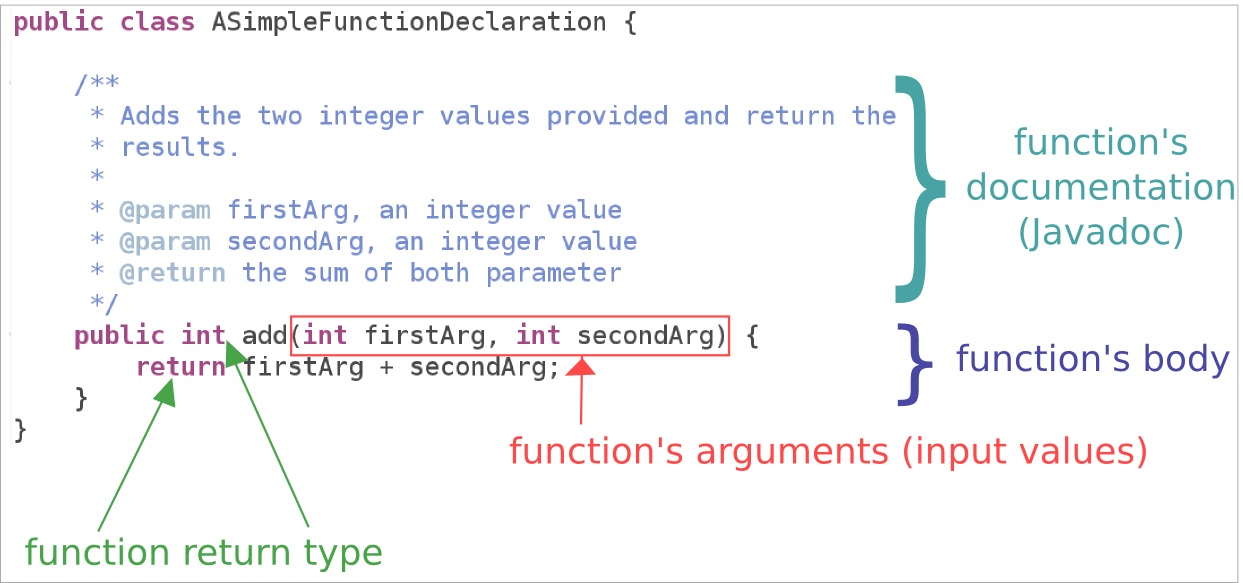 public class ASimpleFunctionDeclaration {
/**
* Adds the two integer values provided and return the
* results.
*
* @param firstArg, an integer value
* @param secondArg, an integer value
* @return the sum of both parameter
*/
function's
documentation
(Javadoc)
public int add(int firstArg, int secondArg) {
return firstArg + secondArg;
}
}
function's body
function's arguments (input values)
function return type